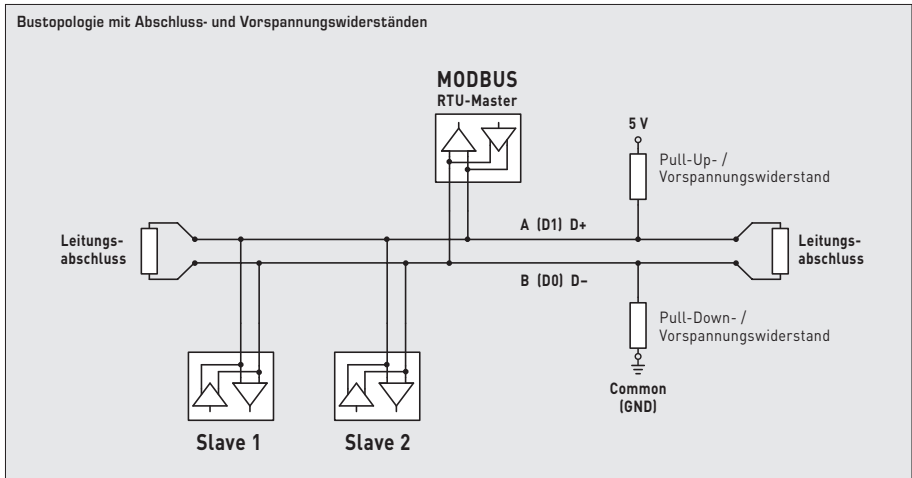 Bustopologie mit Abschluss- und Vorspannungswiderständen
MODBUS
RTU-Master
5 V
Pull-Up- /
Vorspannungswiderstand
A (D1) D+
Leitungs-
abschluss
Leitungs-
abschluss
B (D0) D–
Pull-Down- /
Vorspannungswiderstand
Common
(GND)
Slave 1
Slave 2